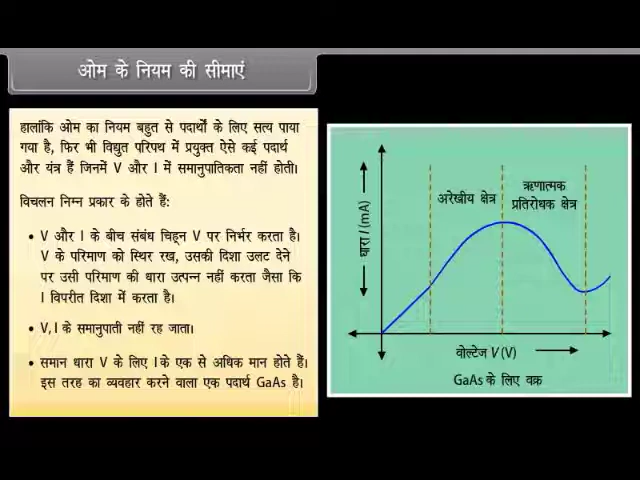 ओम के नियम की सीमाएं
हालांकि ओम का नियम बहुत से पदार्थों के लिए सत्य पाया
गया है, फिर भी विद्युत परिपथ में प्रयुक्त ऐसे कई पदार्थ
और यंत्र हैं जिनमें V और I में समानुपातिकता नहीं होती।
विचलन निम्न प्रकार के होते हैं:
• V और I के बीच संबंध चिह्न V पर निर्भर करता है।
V के परिमाण को स्थिर रख, उसकी दिशा उलट देने
पर उसी परिमाण की धारा उत्पन्न नहीं करता जैसा कि
I विपरीत दिशा में करता है।
• V, I के समानुपाती नहीं रह जाता।
• समान धारा V के लिए I के एक से अधिक मान होते हैं।
इस तरह का व्यवहार करने वाला एक पदार्थ GaAs है।
धारा I (mA)
अरेखीय क्षेत्र
ऋणात्मक
प्रतिरोधक क्षेत्र
वोल्टेज V (V)
GaAs के लिए वक्र